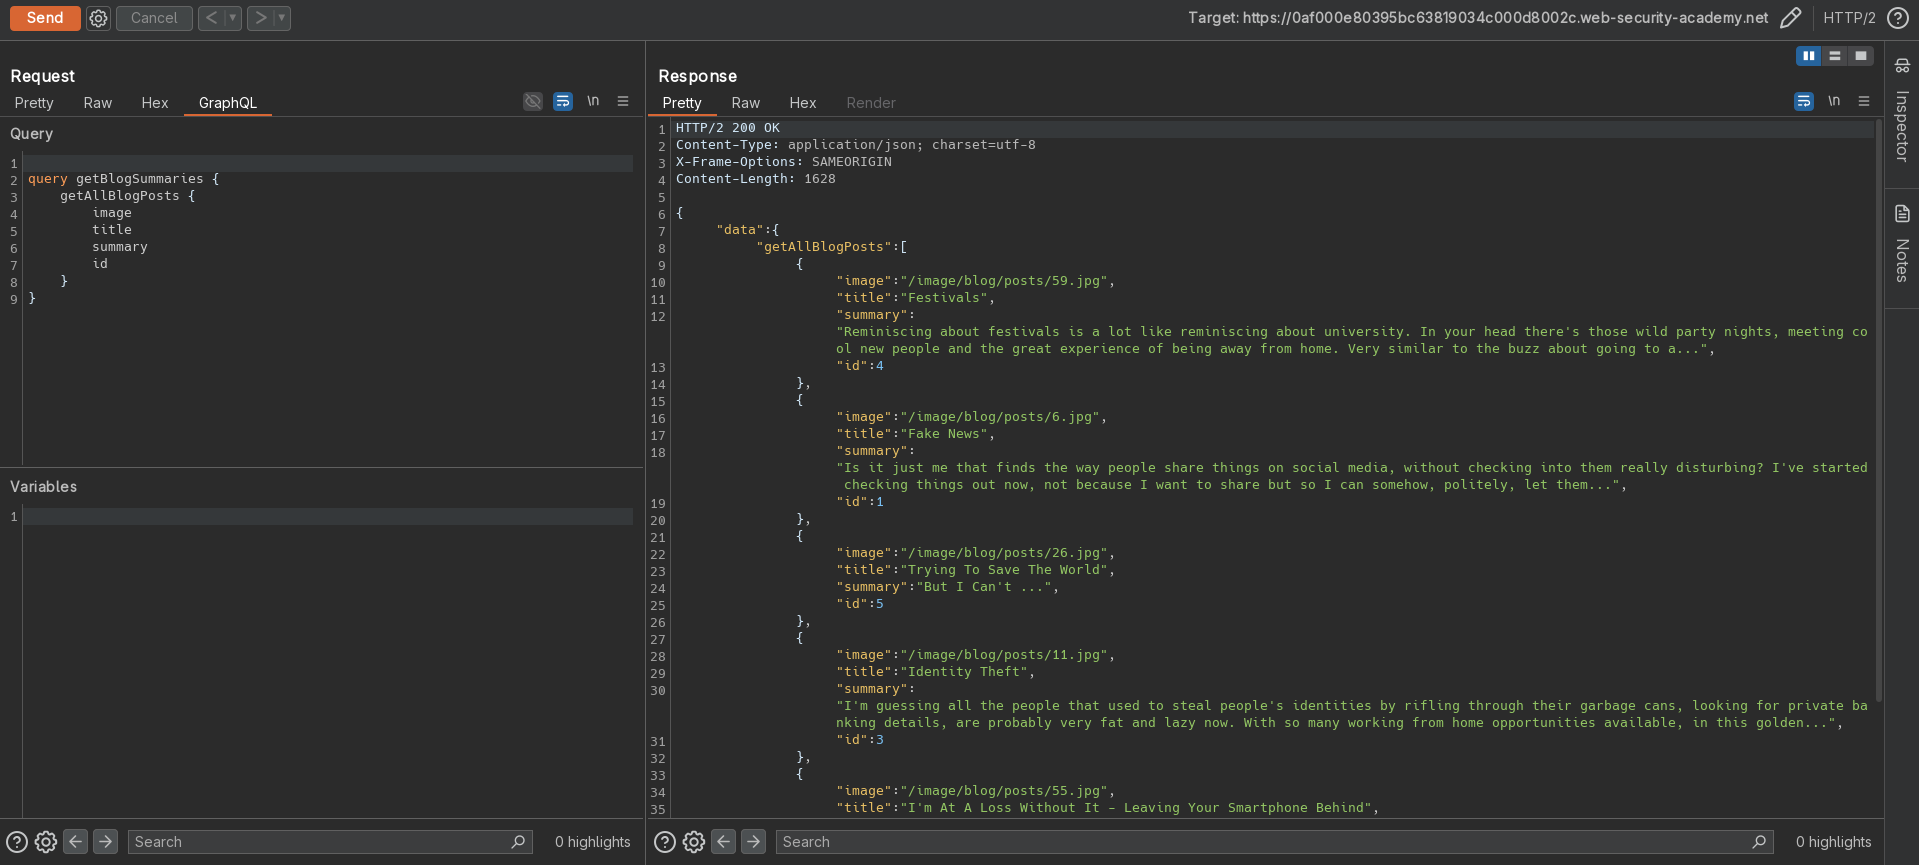 Send
Cancel
Target: https://0af000e80395bc63819034c000d8002c.web-security-academy.net
HTTP/2
Request
Pretty Raw Hex GraphQL
\n
Query
1
2 query getBlogSummaries {
3 getAllBlogPosts {
4 image
5 title
6 summary
7 id
8 }
9 }
Variables
1
Search
0 highlights
Response
Pretty Raw Hex Render
\n
1 HTTP/2 200 OK
2 Content-Type: application/json; charset=utf-8
3 X-Frame-Options: SAMEORIGIN
4 Content-Length: 1628
5
6 {
7 "data":{
8 "getAllBlogPosts":[
9 {
10 "image":"/image/blog/posts/59.jpg",
11 "title":"Festivals",
12 "summary":
"Reminiscing about festivals is a lot like reminiscing about university. In your head there's those wild party nights, meeting co
ol new people and the great experience of being away from home. Very similar to the buzz about going to a...",
13 "id":4
14 },
15 {
16 "image":"/image/blog/posts/6.jpg",
17 "title":"Fake News",
18 "summary":
"Is it just me that finds the way people share things on social media, without checking into them really disturbing? I've started
checking things out now, not because I want to share but so I can somehow, politely, let them...",
19 "id":1
20 },
21 {
22 "image":"/image/blog/posts/26.jpg",
23 "title":"Trying To Save The World",
24 "summary":"But I Can't ...",
25 "id":5
26 },
27 {
28 "image":"/image/blog/posts/11.jpg",
29 "title":"Identity Theft",
30 "summary":
"I'm guessing all the people that used to steal people's identities by rifling through their garbage cans, looking for private ba
nking details, are probably very fat and lazy now. With so many working from home opportunities available, in this golden...",
31 "id":3
32 },
33 {
34 "image":"/image/blog/posts/55.jpg",
35 "title":"I'm At A Loss Without It - Leaving Your Smartphone Behind",
Search
0 highlights
Inspector
Notes